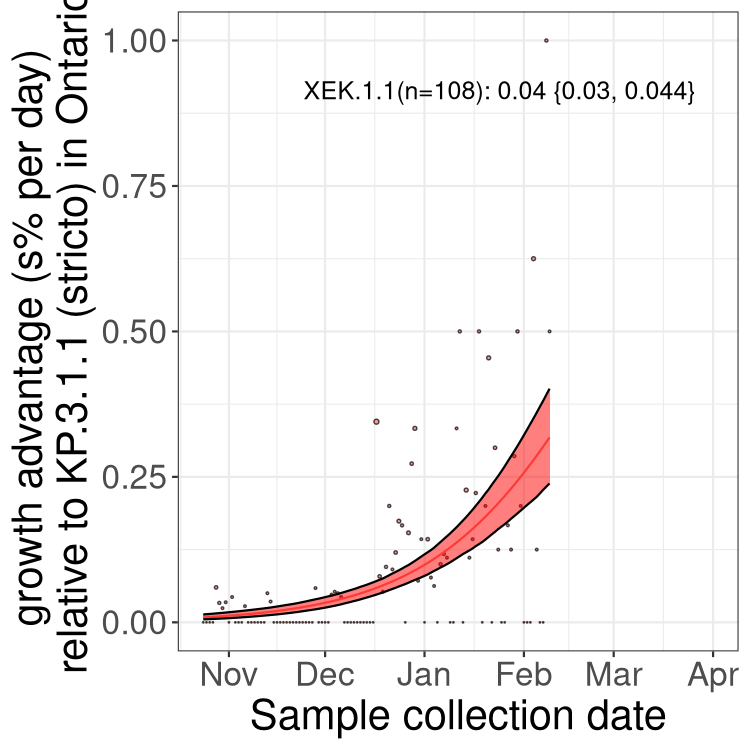 growth advantage (s% per day)
relative to KP.3.1.1 (stricto) in Ontario
1.00
XEK.1.1(n=108): 0.04 {0.03, 0.044}
0.75
0.50
0.25
0.00
Nov Dec Jan Feb Mar Apr
Sample collection date